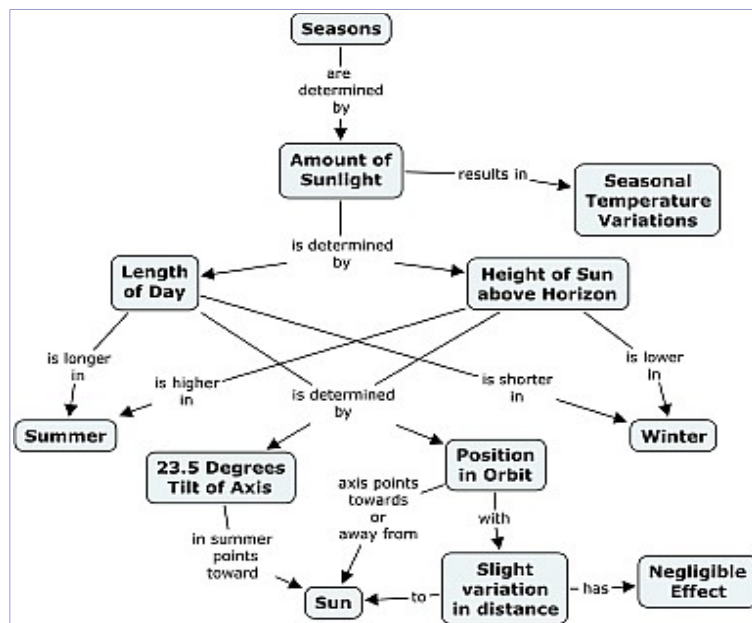 Seasons
are
determined
by
Amount of
Sunlight
results in
Seasonal
Temperature
Variations
is determined
by
Length
of Day
Height of Sun
above Horizon
is longer
in
is higher
in
is determined
by
is shorter
in
is lower
in
Summer
Winter
23.5 Degrees
Tilt of Axis
Position
in Orbit
axis points
towards
or
away from
in summer
points
toward
with
Sun
to
Slight
variation
in distance
has
Negligible
Effect